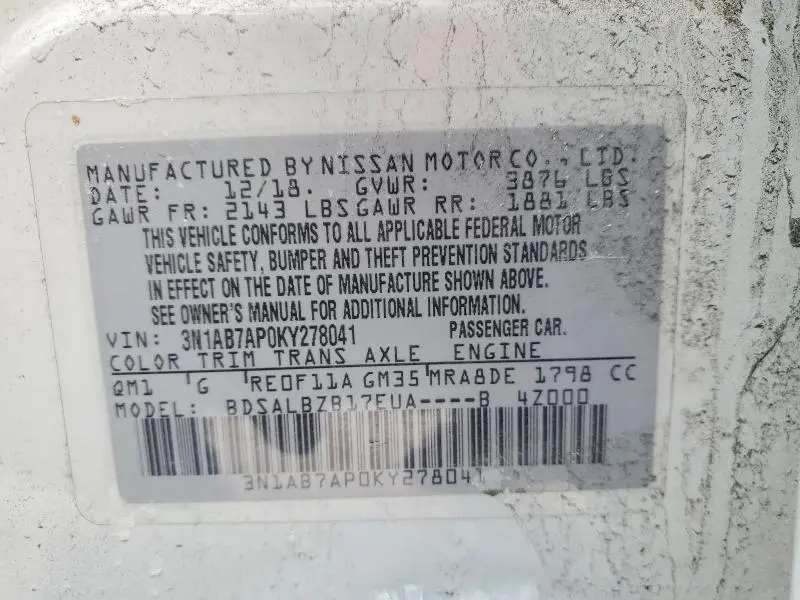 MANUFACTURED BY NISSAN MOTOR CO., LTD.
DATE: 12/18. GVWR: 3876 LBS
GAWR FR: 2143 LBS GAWR RR: 1881 LBS
THIS VEHICLE CONFORMS TO ALL APPLICABLE FEDERAL MOTOR
VEHICLE SAFETY, BUMPER AND THEFT PREVENTION STANDARDS
IN EFFECT ON THE DATE OF MANUFACTURE SHOWN ABOVE.
SEE OWNER'S MANUAL FOR ADDITIONAL INFORMATION.
VIN: 3N1AB7AP0KY278041 PASSENGER CAR.
COLOR TRIM TRANS AXLE ENGINE
QM1 G RE0F11A GM35 MRA8DE 1798 CC
MODEL: BDSALBZB17EUA----B 4Z000
3N1AB7AP0KY278041